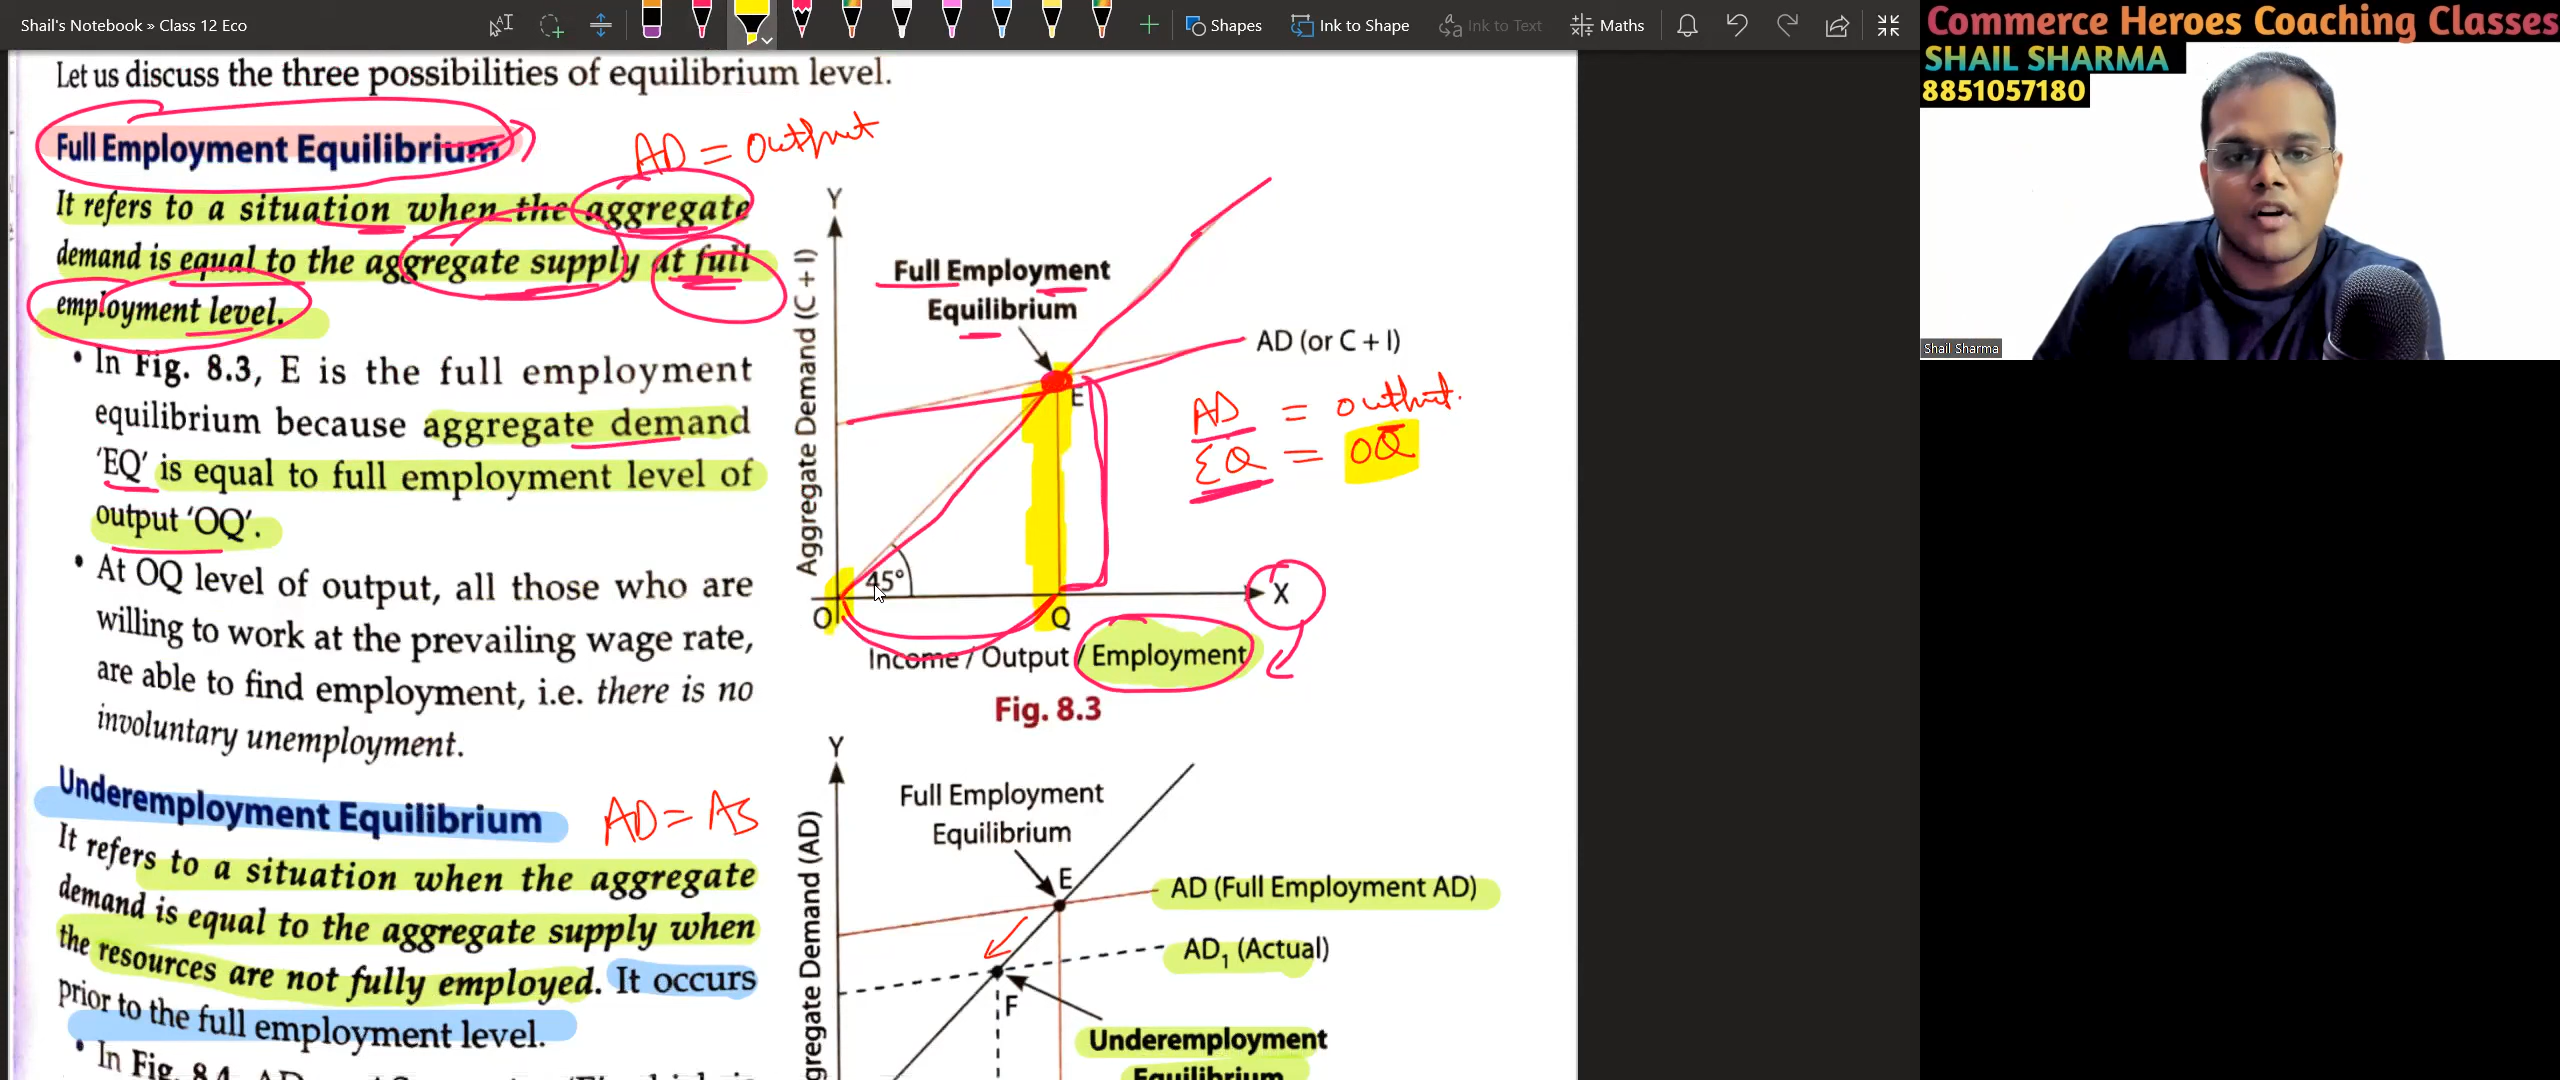 Shail's Notebook » Class 12 Eco
Shapes
Ink to Shape
Ink to Text
Maths
Commerce Heroes Coaching Classes
SHAIL SHARMA
8851057180
Shail Sharma
Let us discuss the three possibilities of equilibrium level.
Full Employment Equilibrium
AD = Output
It refers to a situation when the aggregate
demand is equal to the aggregate supply at full
employment level.
• In Fig. 8.3, E is the full employment
equilibrium because aggregate demand
'EQ' is equal to full employment level of
output 'OQ'.
• At OQ level of output, all those who are
willing to work at the prevailing wage rate,
are able to find employment, i.e. there is no
involuntary unemployment.
Y
Aggregate Demand (C + I)
Full Employment
Equilibrium
AD (or C + I)
E
AD = output.
EQ = OQ
45°
O
Q
X
Income / Output / Employment
Fig. 8.3
Underemployment Equilibrium
AD = AS
It refers to a situation when the aggregate
demand is equal to the aggregate supply when
the resources are not fully employed. It occurs
prior to the full employment level.
• In Fig. 8.4
Y
gregate Demand (AD)
Full Employment
Equilibrium
E
AD (Full Employment AD)
AD₁ (Actual)
F
Underemployment
Equilibrium